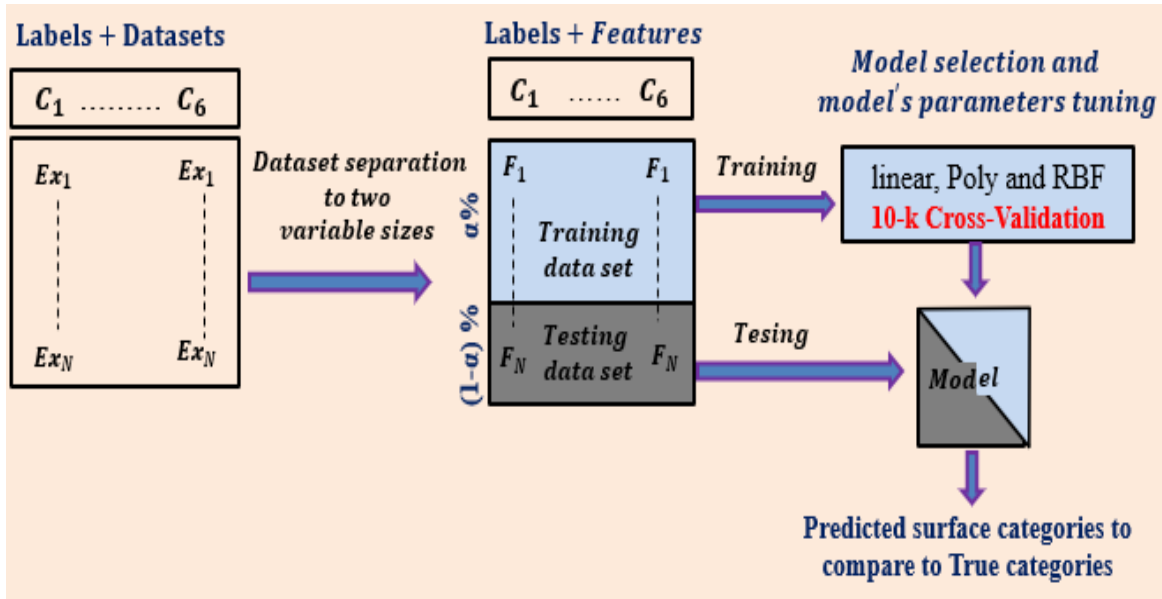 Labels + Datasets
C1 ......... C6
Ex1 Ex1
ExN ExN
Dataset separation
to two
variable sizes
Labels + Features
C1 ...... C6
α%
F1 F1
Training
data set
(1-α) %
Testing
FN data set FN
Training
Tesing
Model selection and
model's parameters tuning
linear, Poly and RBF
10-k Cross-Validation
Model
Predicted surface categories to
compare to True categories